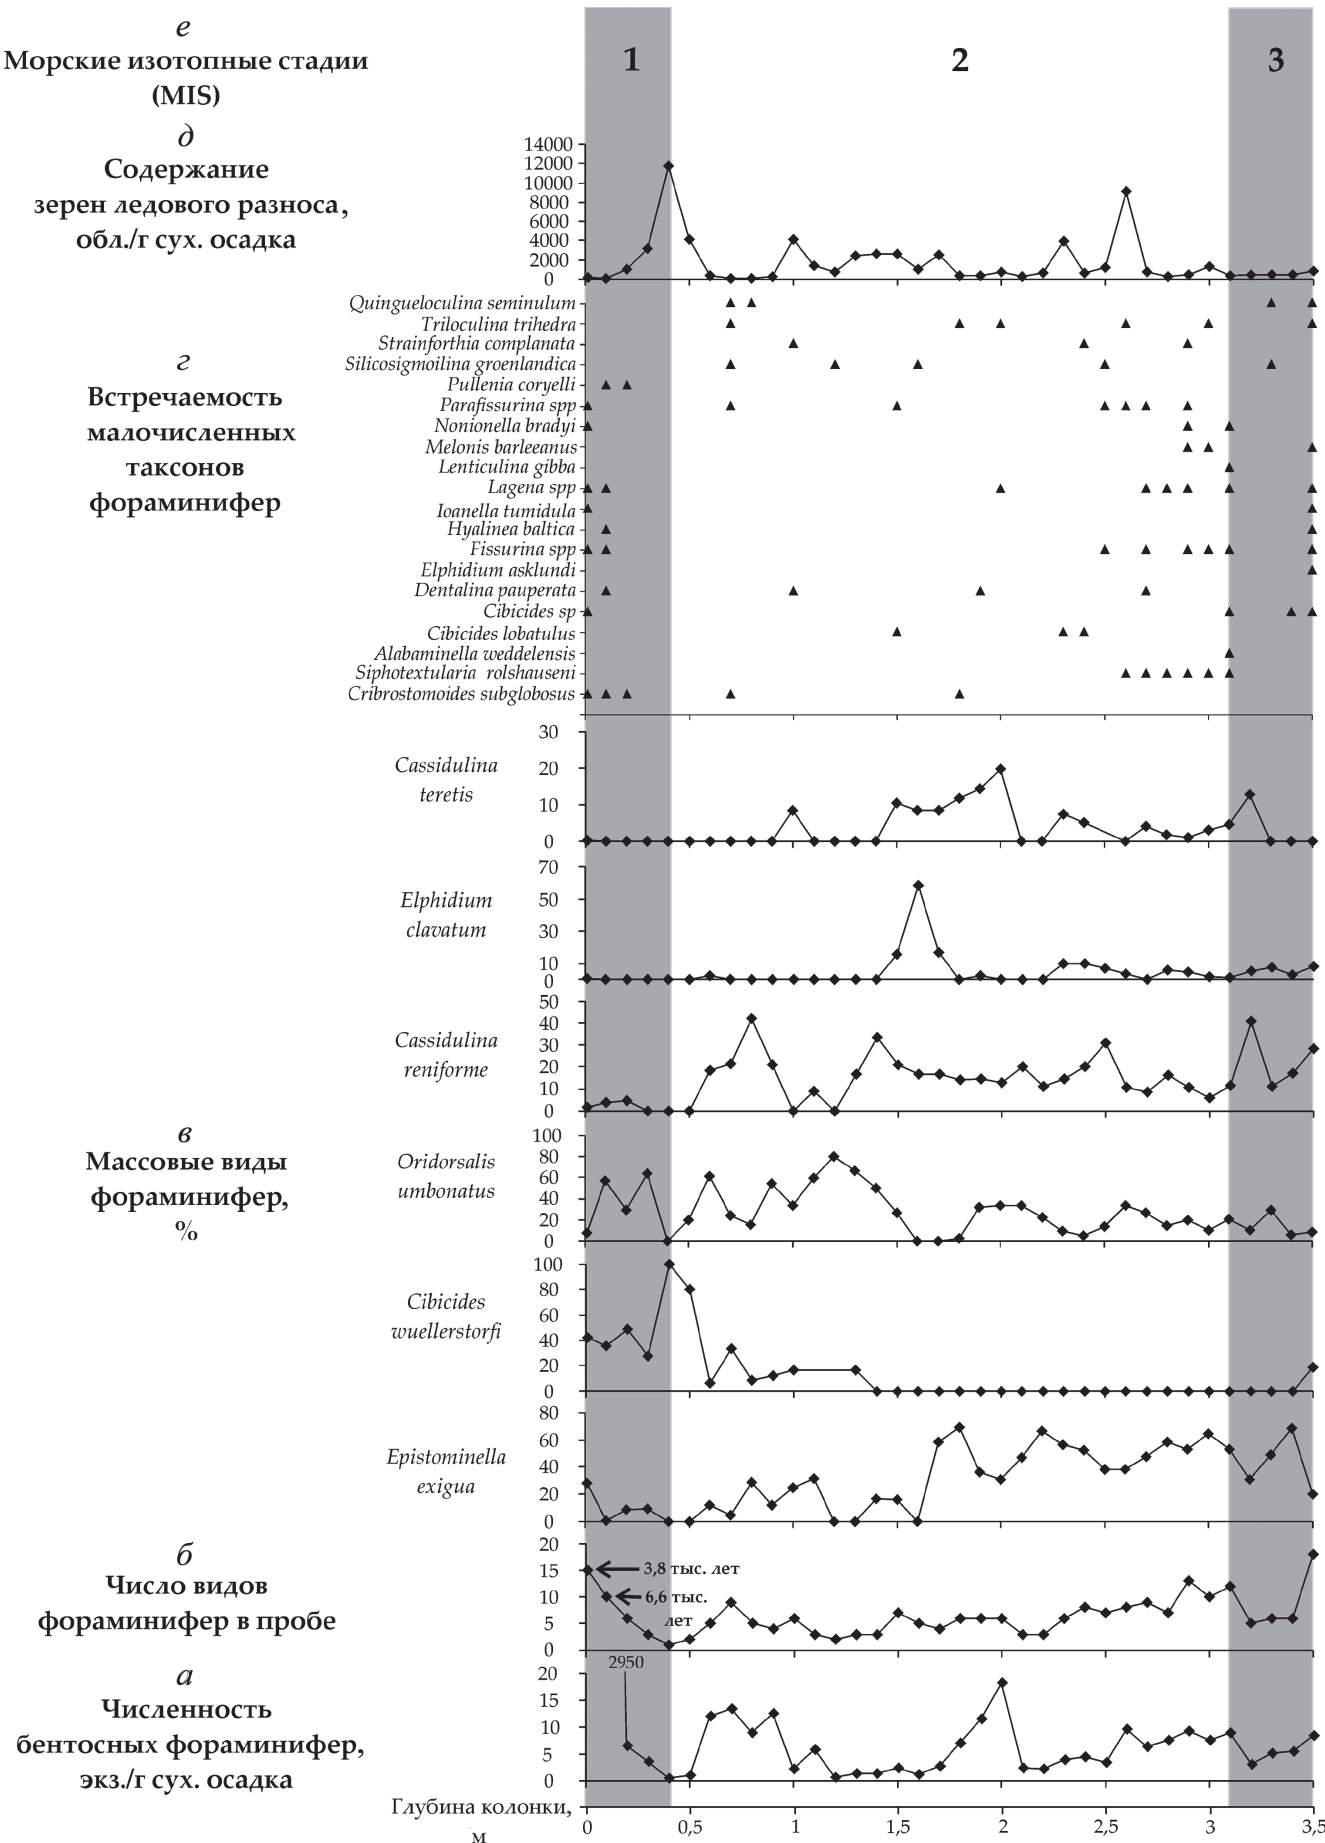 е
Морские изотопные стадии
(MIS)
1
2
3
д
Содержание
зерен ледового разноса,
обл./г сух. осадка
14000
12000
10000
8000
6000
4000
2000
0
г
Встречаемость
малочисленных
таксонов
фораминифер
Quingueloculina seminulum
Triloculina trihedra
Strainforthia complanata
Silicosigmoilina groenlandica
Pullenia coryelli
Parafissurina spp
Nonionella bradyi
Melonis barleeanus
Lenticulina gibba
Lagena spp
Ioanella tumidula
Hyalinea baltica
Fissurina spp
Elphidium asklundi
Dentalina pauperata
Cibicides sp
Cibicides lobatulus
Alabaminella weddelensis
Siphotextularia rolshauseni
Cribrostomoides subglobosus
в
Массовые виды
фораминифер,
%
Cassidulina
teretis
30
20
10
0
Elphidium
clavatum
70
50
30
10
0
Cassidulina
reniforme
50
40
30
20
10
0
Oridorsalis
umbonatus
100
80
60
40
20
0
Cibicides
wuellerstorfi
100
80
60
40
20
0
Epistominella
exigua
80
60
40
20
0
б
Число видов
фораминифер в пробе
20
15
10
5
0
3,8 тыс. лет
6,6 тыс.
лет
а
Численность
бентосных фораминифер,
экз./г сух. осадка
2950
20
15
10
5
0
Глубина колонки,
м
0 0,5 1 1,5 2 2,5 3 3,5